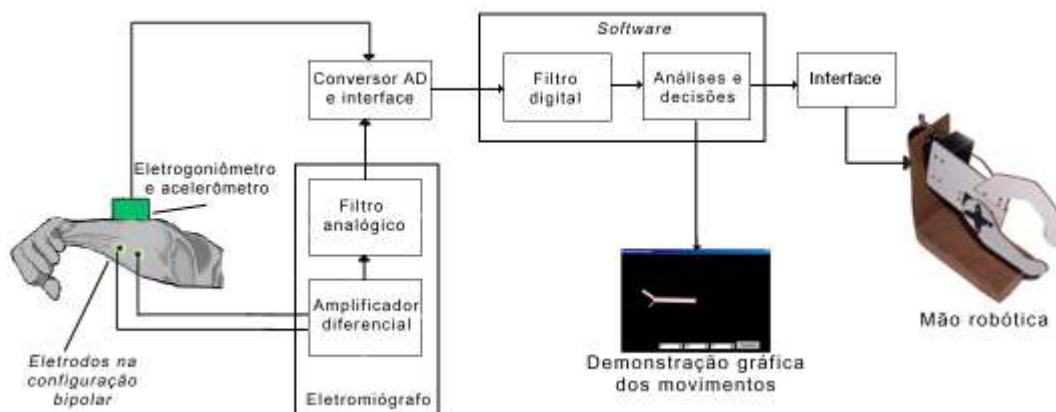 Software
Conversor AD
e interface
Filtro
digital
Análises e
decisões
Interface
Eletrogoniômetro
e acelerômetro
Filtro
analógico
Amplificador
diferencial
Eletrodos na
configuração
bipolar
Eletromiógrafo
Demonstração gráfica
dos movimentos
Mão robótica